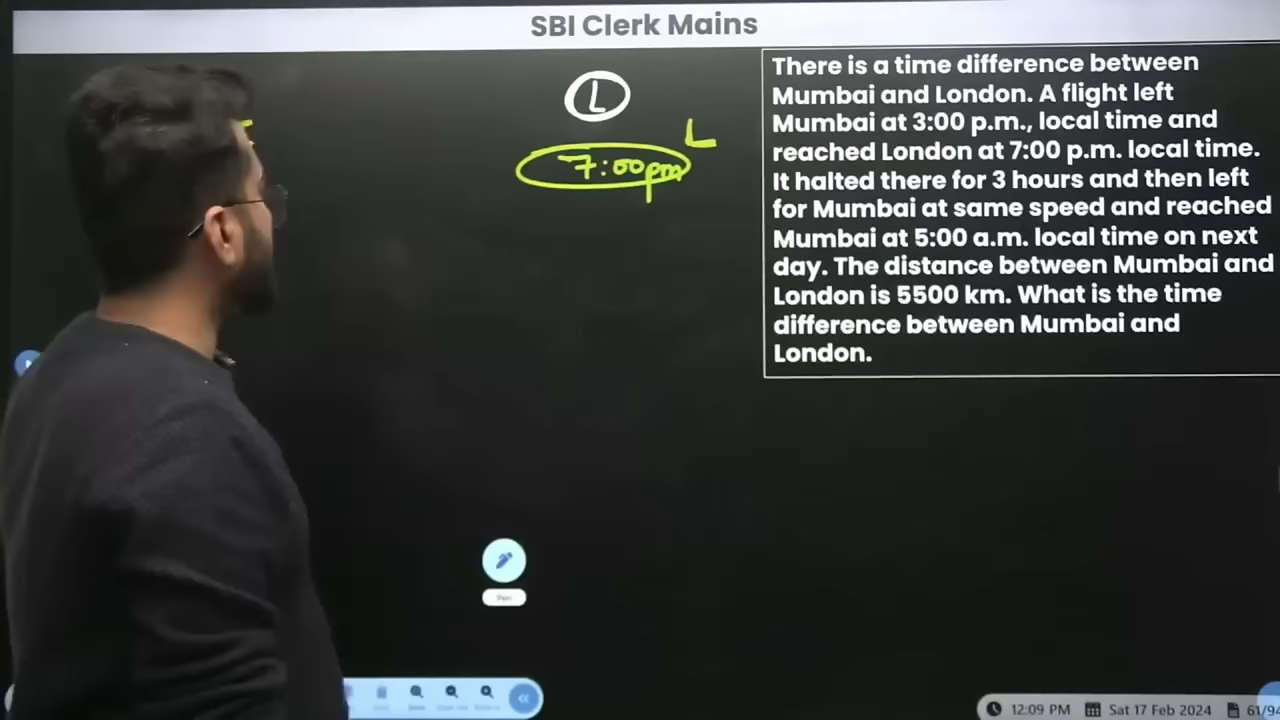 SBI Clerk Mains
L
L
7:00pm
There is a time difference between
Mumbai and London. A flight left
Mumbai at 3:00 p.m., local time and
reached London at 7:00 p.m. local time.
It halted there for 3 hours and then left
for Mumbai at same speed and reached
Mumbai at 5:00 a.m. local time on next
day. The distance between Mumbai and
London is 5500 km. What is the time
difference between Mumbai and
London.
Pen
12:09 PM Sat 17 Feb 2024 61/94